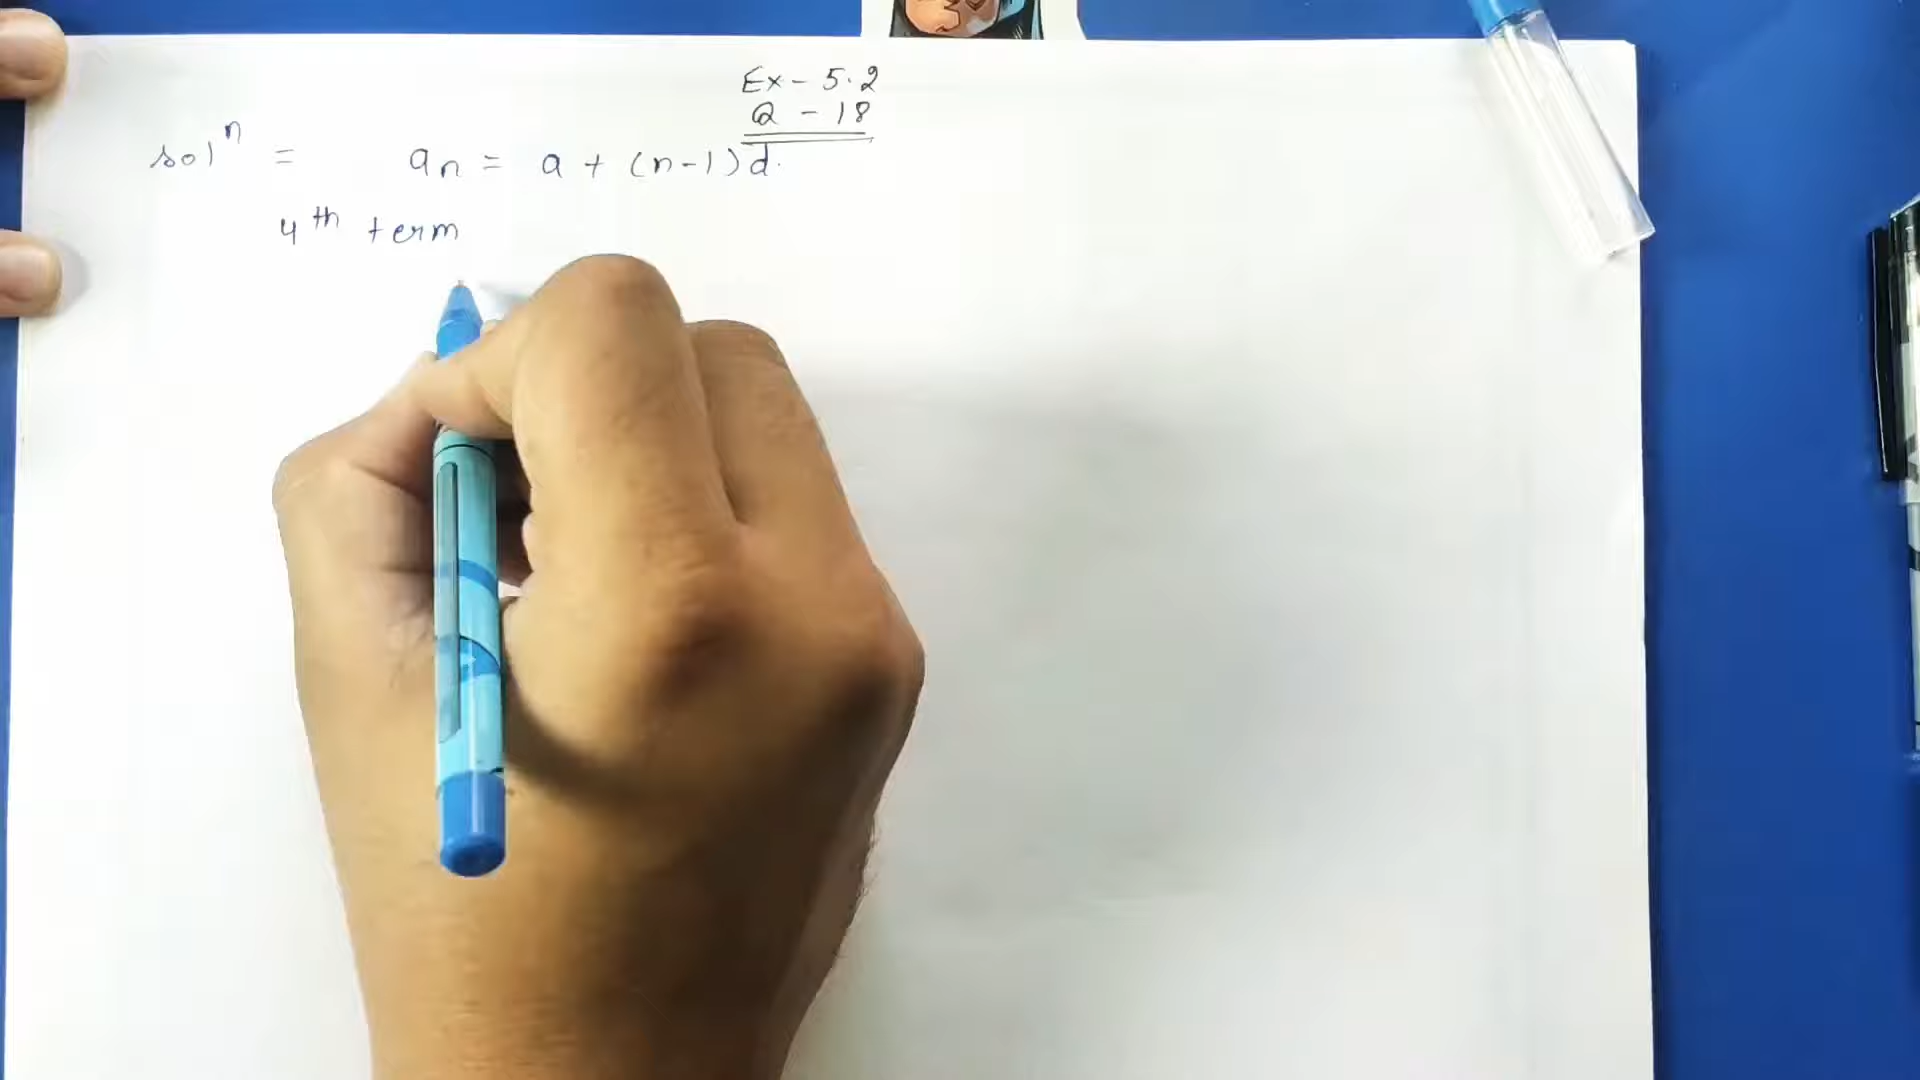 Ex - 5.2
Q - 18
solⁿ = an = a + (n-1)d.
4th term